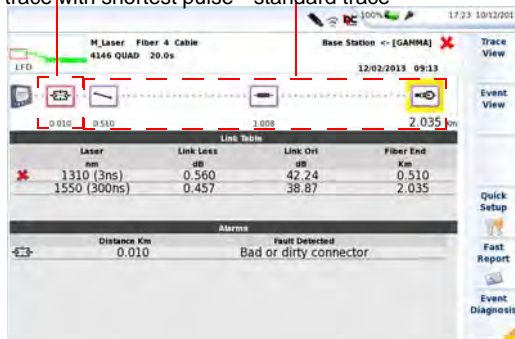 trace with shortest pulse standard trace
100%
17:23 10/12/201
M_Laser Fiber 4 Cable
Base Station <- [GAMMA]
Trace View
4146 QUAD 20.0s
LFD
12/02/2013 09:13
Event View
0.010 0.510 1.008 2.035 Km
Link Table
Laser Link Loss Link Orl Fiber End
nm dB dB Km
1310 (3ns) 0.560 42.24 0.510
1550 (300ns) 0.457 38.87 2.035
Quick Setup
Alarms
Distance Km Fault Detected
0.010 Bad or dirty connector
Fast Report
Event Diagnosis